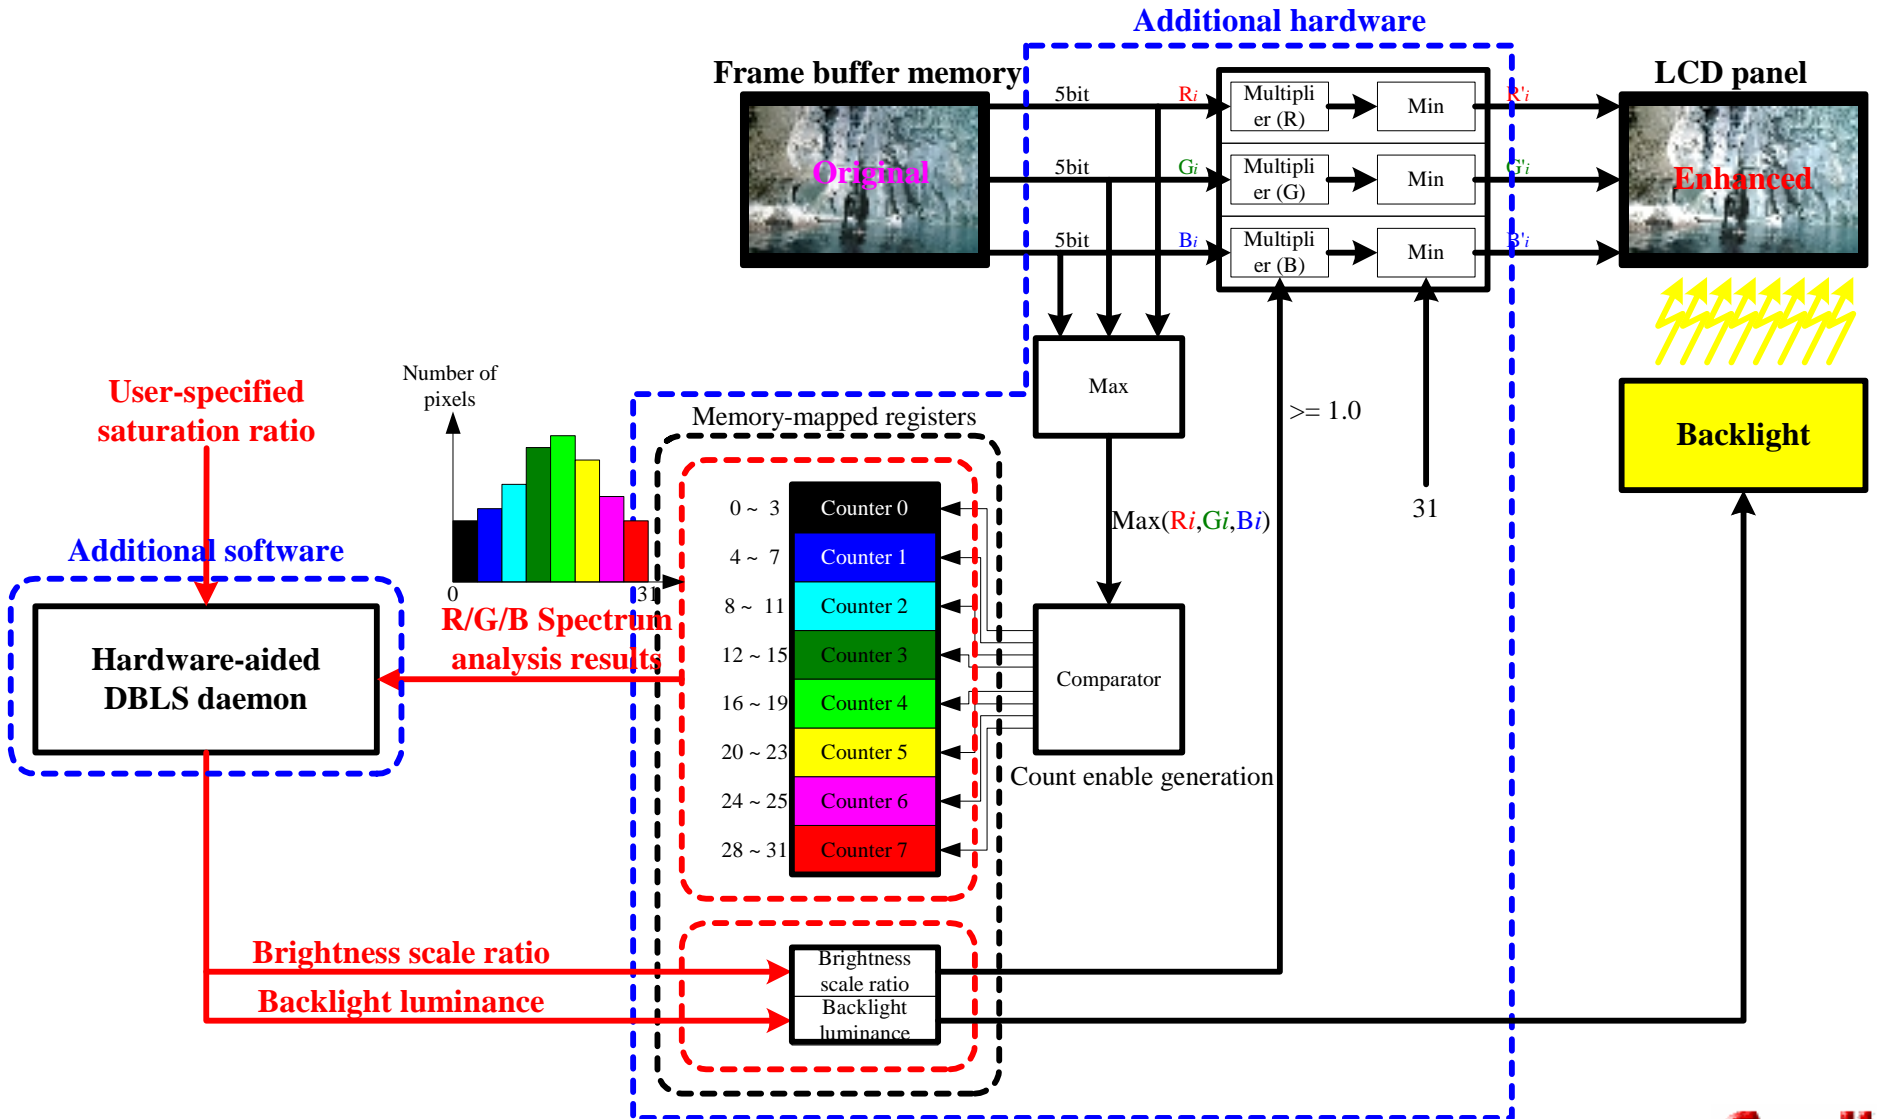 Additional hardware
Frame buffer memory
LCD panel
5bit
Ri
Multipli
er (R)
Min
R'i
Original
5bit
Gi
Multipli
er (G)
Min
G'i
Enhanced
5bit
Bi
Multipli
er (B)
Min
B'i
Max
>= 1.0
31
Backlight
Max(Ri,Gi,Bi)
User-specified
saturation ratio
Number of
pixels
0
31
R/G/B Spectrum
analysis results
Additional software
Hardware-aided
DBLS daemon
Memory-mapped registers
0 ~ 3
Counter 0
4 ~ 7
Counter 1
8 ~ 11
Counter 2
12 ~ 15
Counter 3
16 ~ 19
Counter 4
20 ~ 23
Counter 5
24 ~ 25
Counter 6
28 ~ 31
Counter 7
Comparator
Count enable generation
Brightness scale ratio
Backlight luminance
Brightness
scale ratio
Backlight
luminance